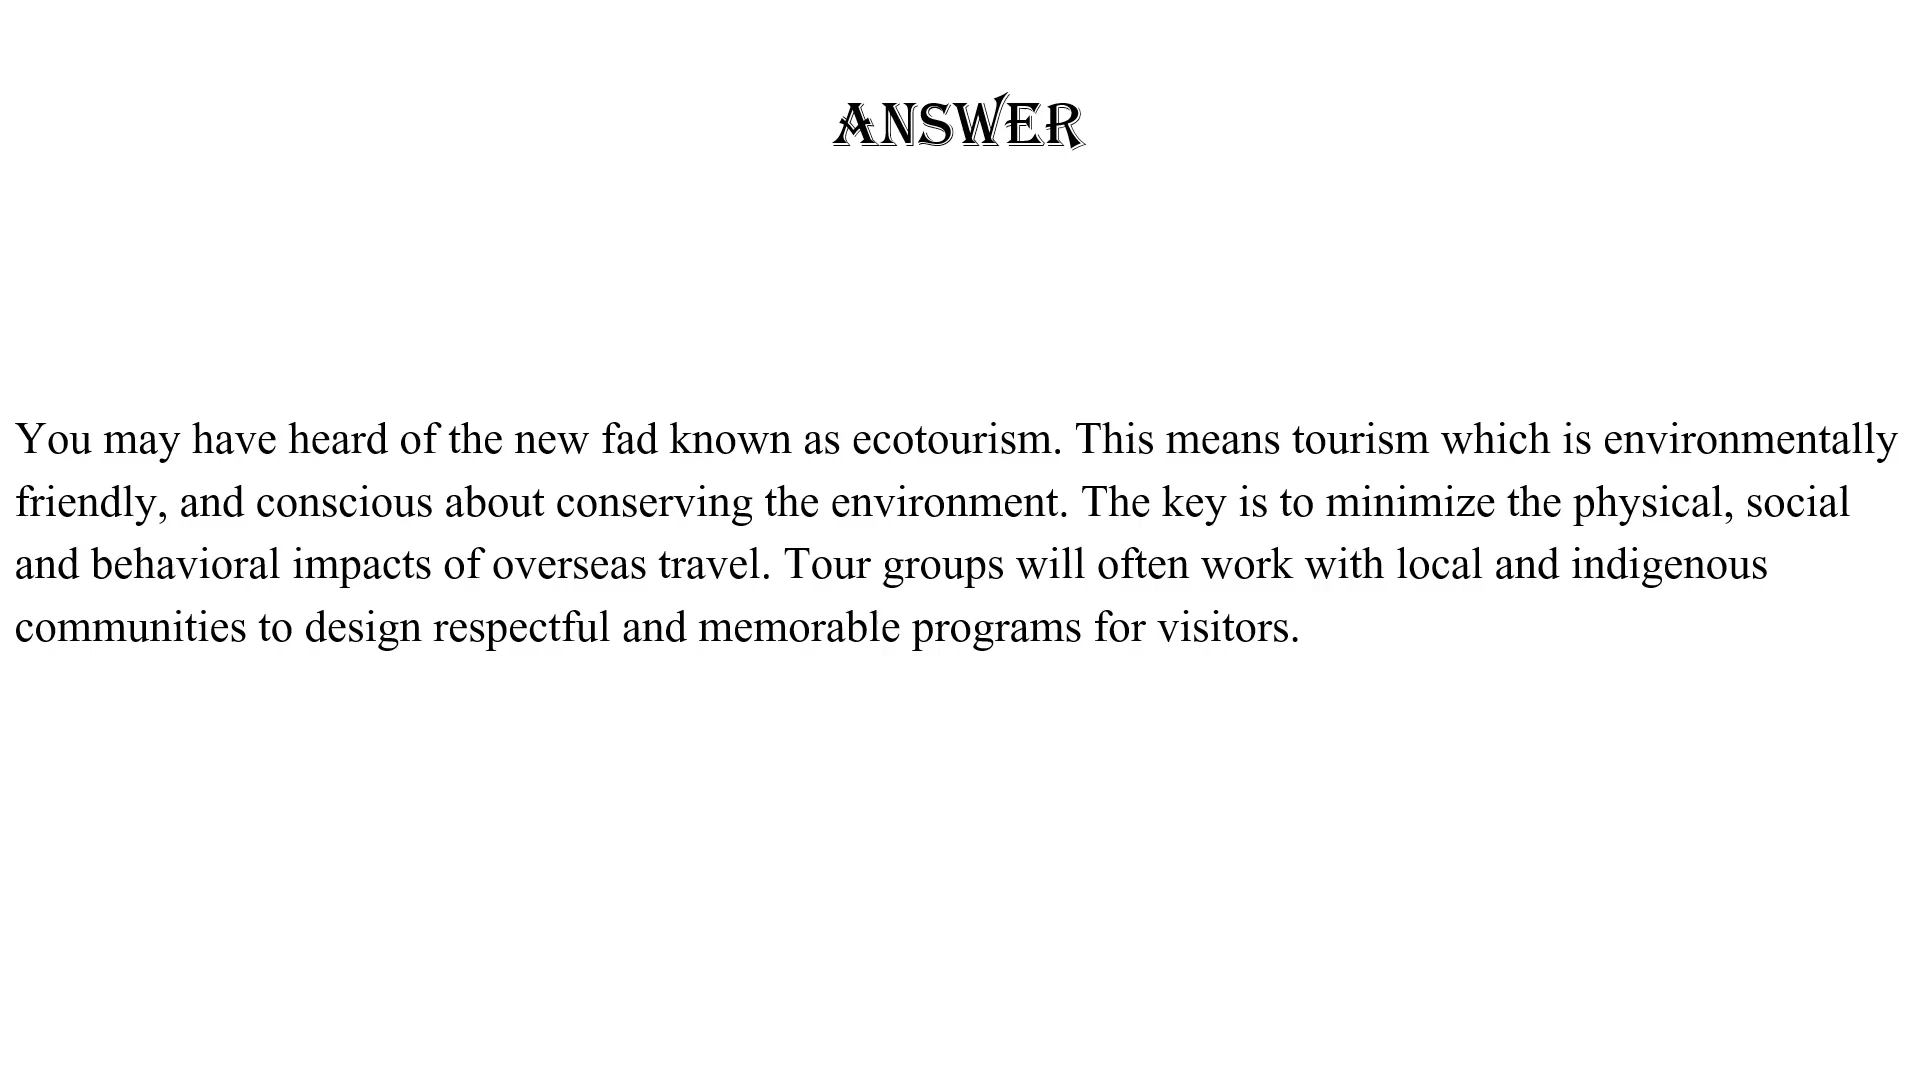 ANSWER
You may have heard of the new fad known as ecotourism. This means tourism which is environmentally
friendly, and conscious about conserving the environment. The key is to minimize the physical, social
and behavioral impacts of overseas travel. Tour groups will often work with local and indigenous
communities to design respectful and memorable programs for visitors.